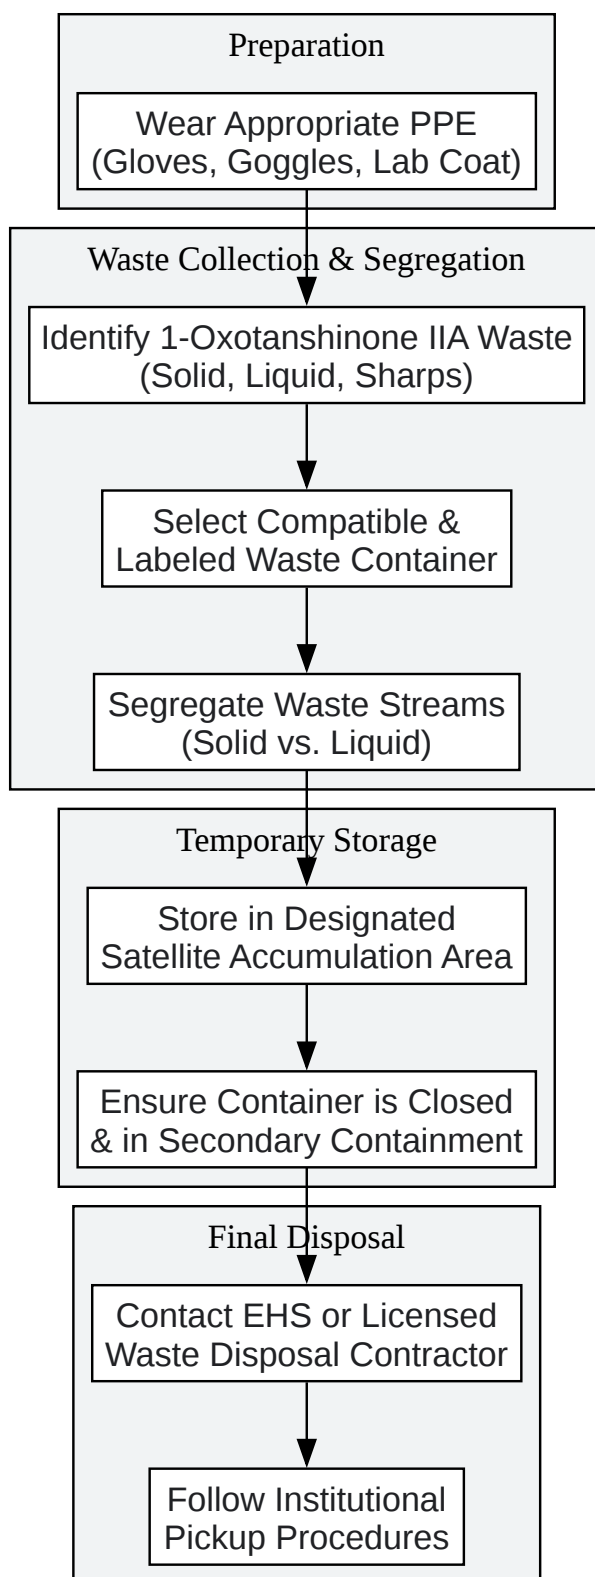 Preparation
Wear Appropriate PPE
(Gloves, Goggles, Lab Coat)
Waste Collection & Segregation
Identify 1-Oxotanshinone IIA Waste
(Solid, Liquid, Sharps)
Select Compatible &
Labeled Waste Container
Segregate Waste Streams
(Solid vs. Liquid)
Temporary Storage
Store in Designated
Satellite Accumulation Area
Ensure Container is Closed
& in Secondary Containment
Final Disposal
Contact EHS or Licensed
Waste Disposal Contractor
Follow Institutional
Pickup Procedures